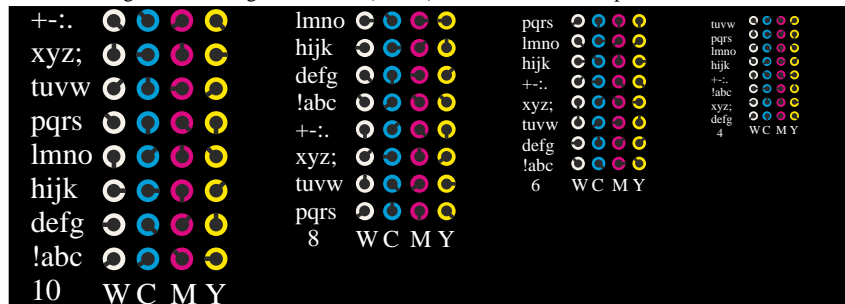 +-:.
xyz;
tuvw
pqrs
lmno
hijk
defg
!abc
10 W C M Y
lmno
hijk
defg
!abc
+-:.
xyz;
tuvw
pqrs
8 W C M Y
pqrs
lmno
hijk
+-:.
xyz;
tuvw
defg
!abc
6 W C M Y
tuvw
pqrs
lmno
hijk
+-:.
!abc
xyz;
defg
4 W C M Y